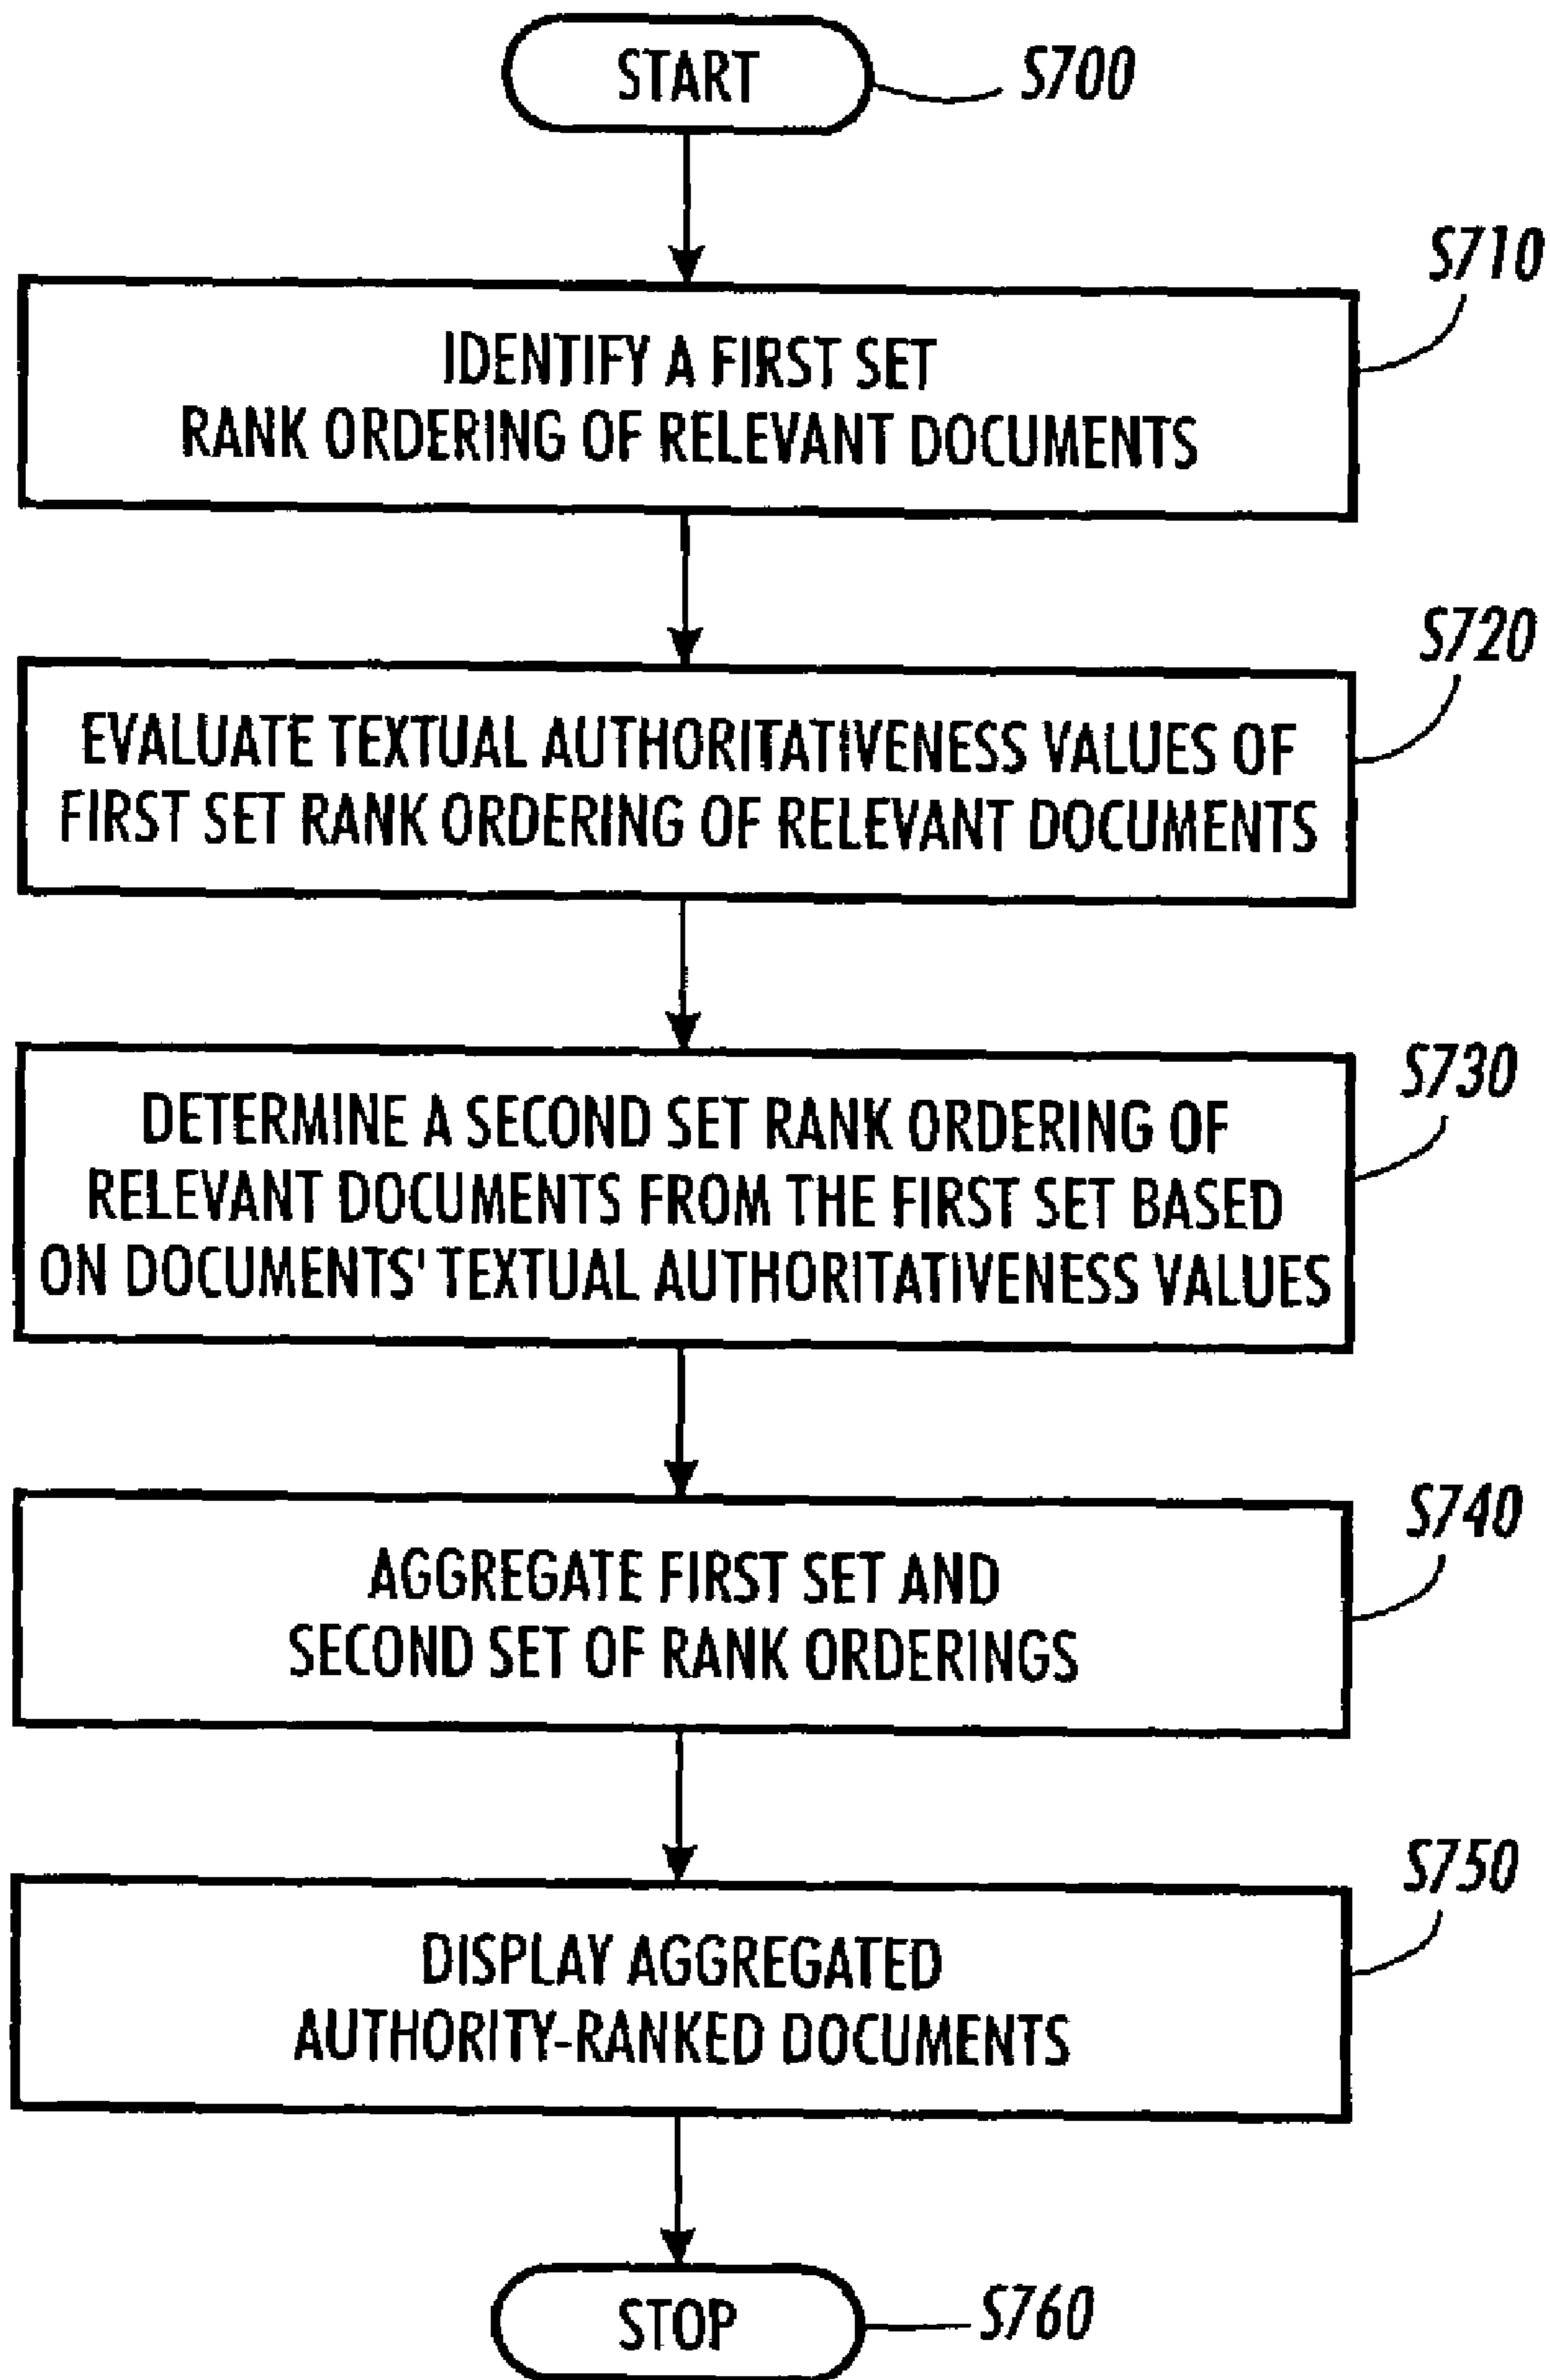 START
S700
S710
IDENTIFY A FIRST SET
RANK ORDERING OF RELEVANT DOCUMENTS
S720
EVALUATE TEXTUAL AUTHORITATIVENESS VALUES OF
FIRST SET RANK ORDERING OF RELEVANT DOCUMENTS
S730
DETERMINE A SECOND SET RANK ORDERING OF
RELEVANT DOCUMENTS FROM THE FIRST SET BASED
ON DOCUMENTS' TEXTUAL AUTHORITATIVENESS VALUES
S740
AGGREGATE FIRST SET AND
SECOND SET OF RANK ORDERINGS
S750
DISPLAY AGGREGATED
AUTHORITY-RANKED DOCUMENTS
STOP
S760